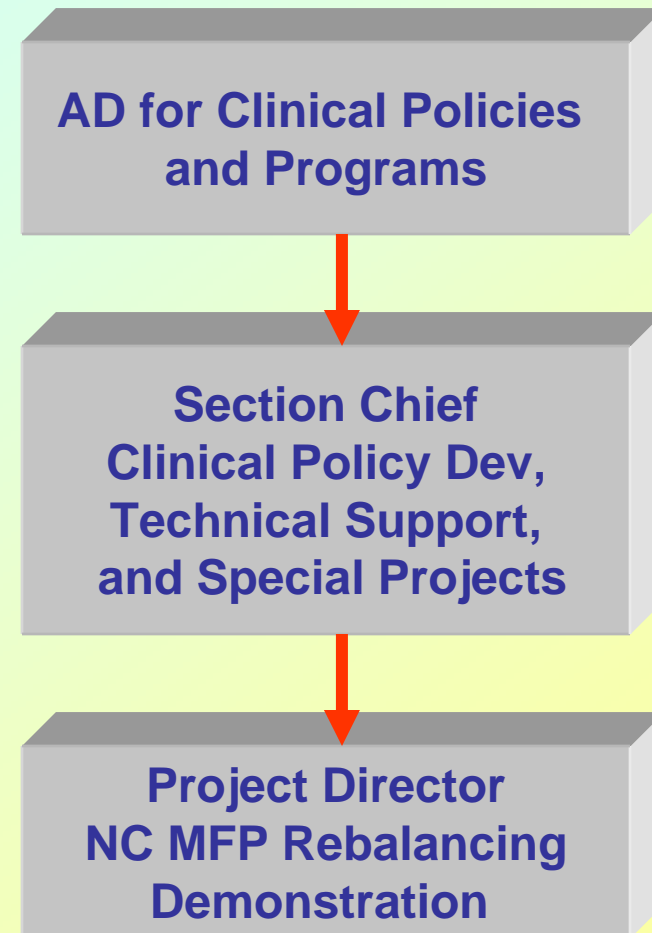 AD for Clinical Policies
and Programs
Section Chief
Clinical Policy Dev,
Technical Support,
and Special Projects
Project Director
NC MFP Rebalancing
Demonstration